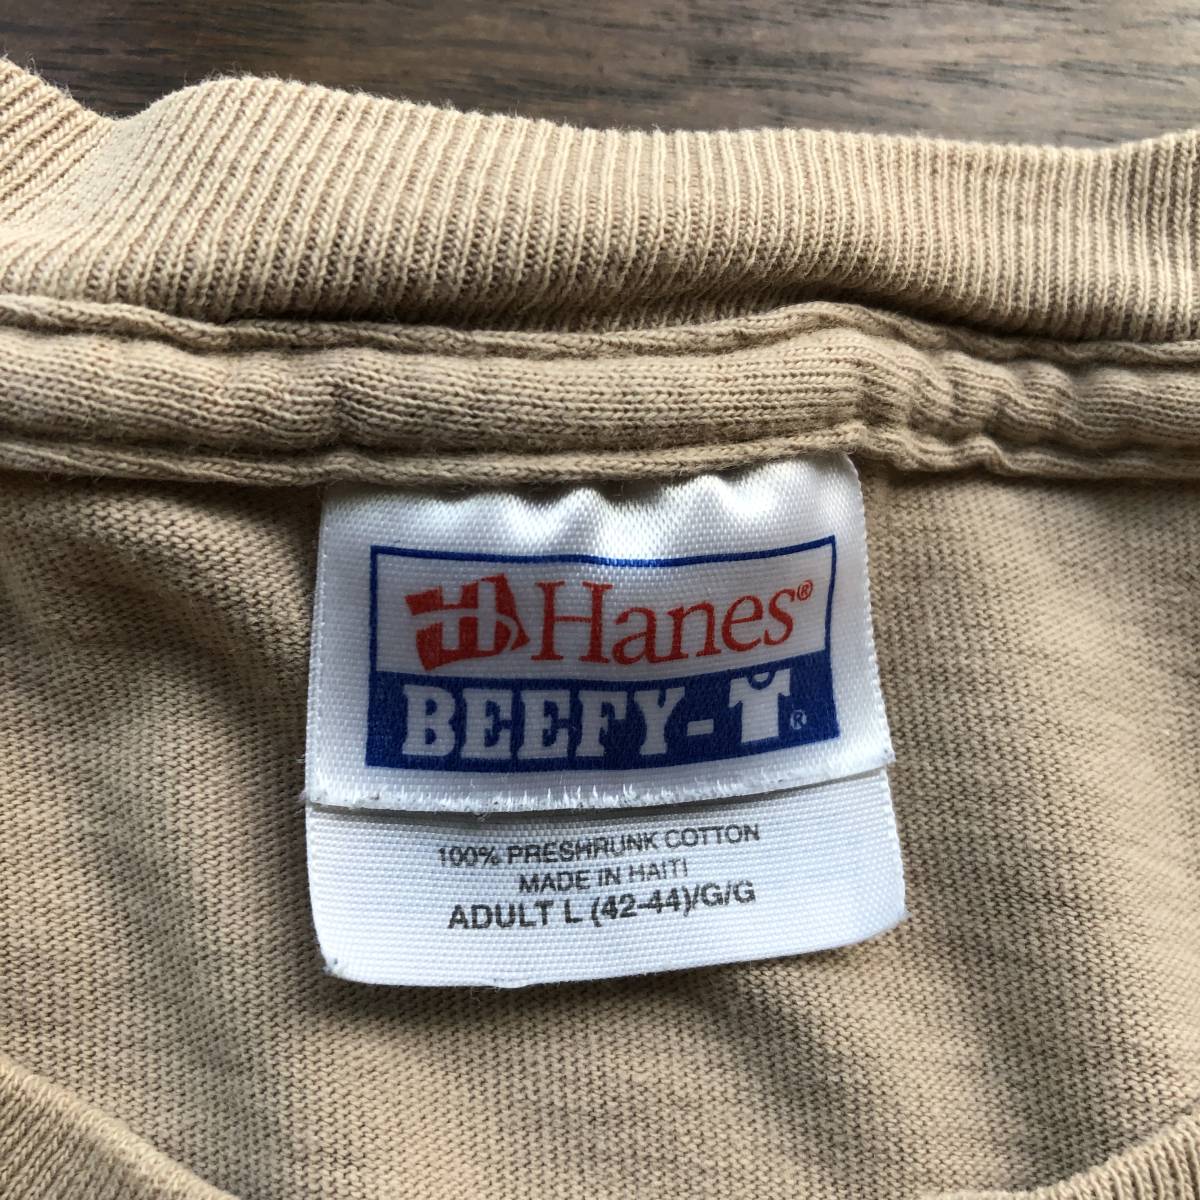 H Hanes®
BEEFY-T®
100% PRESHRUNK COTTON
MADE IN HAITI
ADULT L (42-44)/G/G